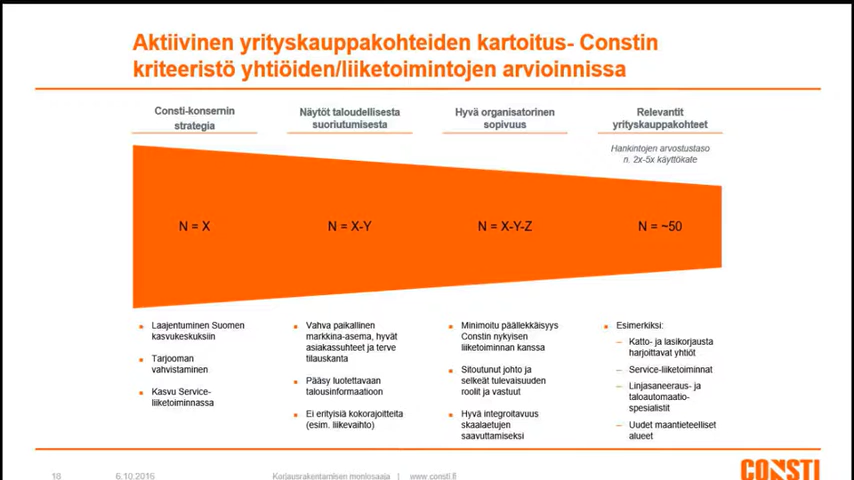 Aktiivinen yrityskauppakohteiden kartoitus- Constin
kriteeristö yhtiöiden/liiketoimintojen arvioinnissa
Consti-konsernin
strategia
Näytöt taloudellisesta
suoriutumisesta
Hyvä organisatorinen
sopivuus
Relevantit
yrityskauppakohteet
Hankintojen arvostustaso
n. 2x-5x käyttökate
N = X
N = X-Y
N = X-Y-Z
N = ~50
Laajentuminen Suomen
kasvukeskuksiin
Tarjooman
vahvistaminen
Kasvu Service-
liiketoiminnassa
Vahva paikallinen
markkina-asema, hyvät
asiakassuhteet ja terve
tilauskanta
Pääsy luotettavaan
talousinformaatioon
Ei erityisiä kokorajoitteita
(esim. liikevaihto)
Minimoitu päällekkäisyys
Constin nykyisen
liiketoiminnan kanssa
Sitoutunut johto ja
selkeät tulevaisuuden
roolit ja vastuut
Hyvä integroitavuus
skaalaetujen
saavuttamiseksi
Esimerkiksi:
– Katto- ja lasikorjausta
harjoittavat yhtiöt
– Service-liiketoiminnat
– Linjasaneeraus- ja
taloautomaatio-
spesialistit
– Uudet maantieteelliset
alueet
18
6.10.2016
Korjausrakentamisen moniosaaja | www.consti.fi
CONSTI